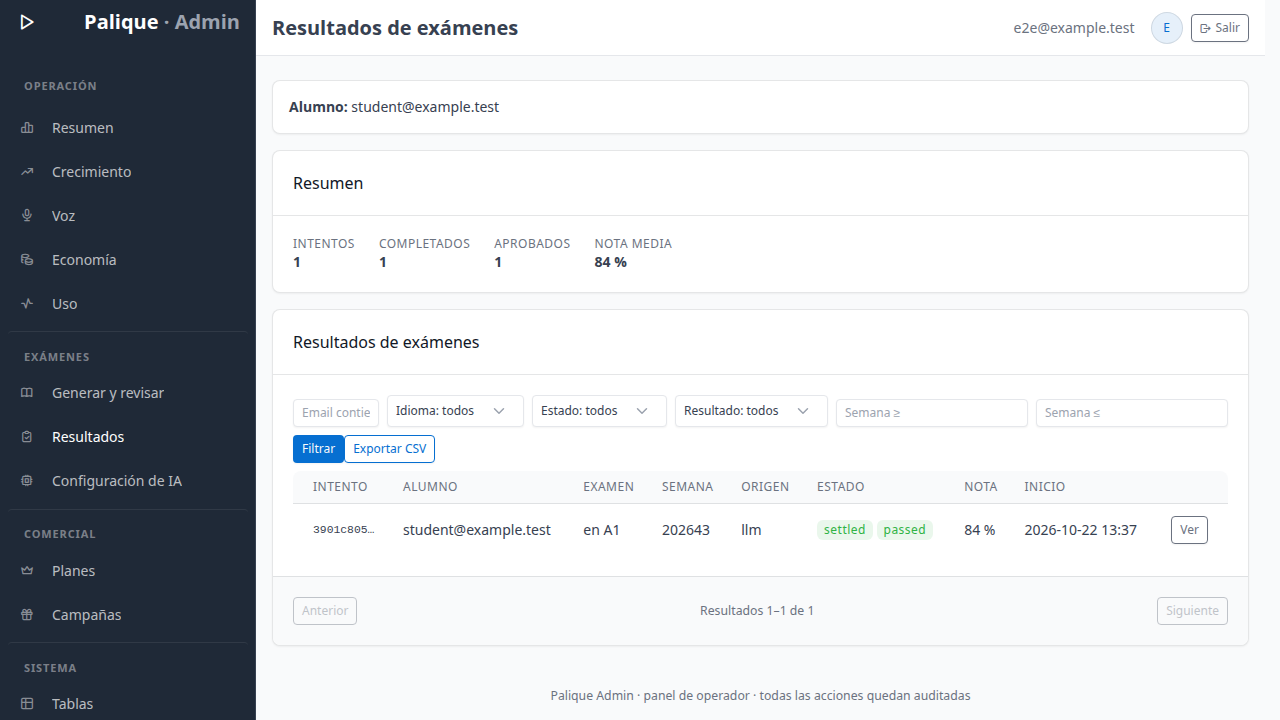 Palique · Admin
OPERACIÓN
Resumen
Crecimiento
Voz
Economía
Uso
EXÁMENES
Generar y revisar
Resultados
Configuración de IA
COMERCIAL
Planes
Campañas
SISTEMA
Tablas
Resultados de exámenes
e2e@example.test E Salir
Alumno: student@example.test
Resumen
INTENTOS COMPLETADOS APROBADOS NOTA MEDIA
1 1 1 84 %
Resultados de exámenes
Email contie Idioma: todos Estado: todos Resultado: todos Semana ≥ Semana ≤
Filtrar Exportar CSV
INTENTO ALUMNO EXAMEN SEMANA ORIGEN ESTADO NOTA INICIO
3901c805… student@example.test en A1 202643 llm settled passed 84 % 2026-10-22 13:37 Ver
Anterior Resultados 1–1 de 1 Siguiente
Palique Admin · panel de operador · todas las acciones quedan auditadas